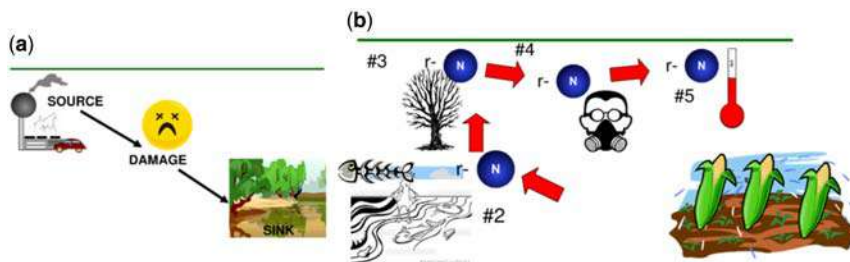 (a)
SOURCE
DAMAGE
SINK
(b)
#3
r- N
#4
r- N
r- N
#5
r- N
#2